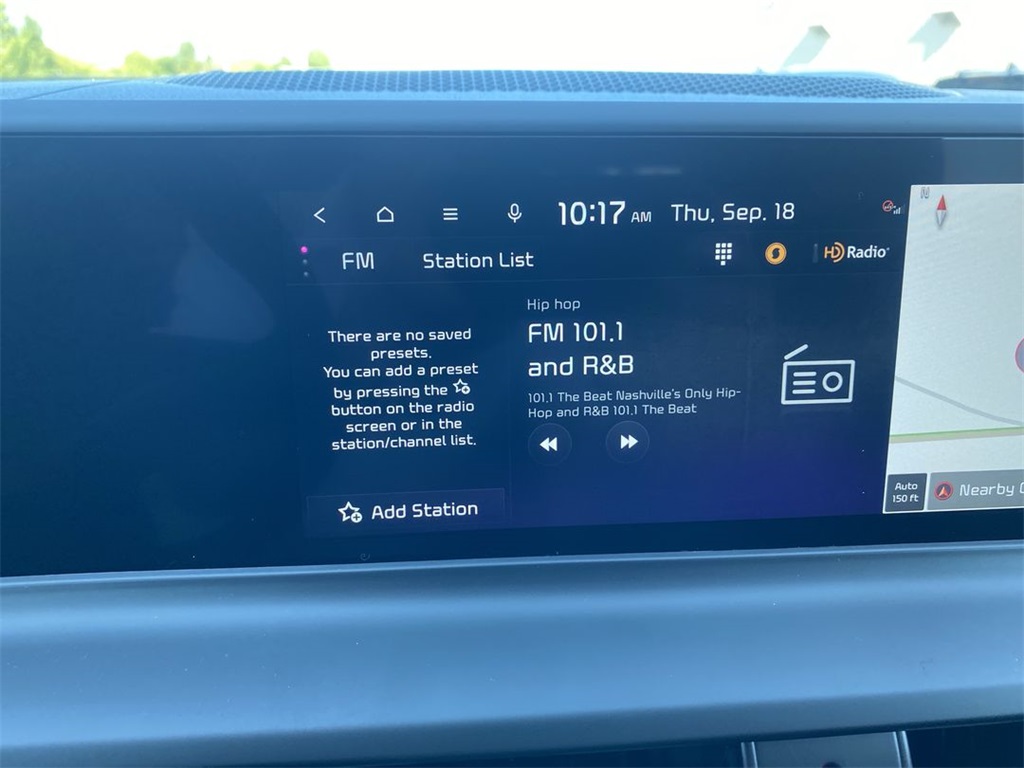 10:17 AM Thu, Sep. 18
N
FM Station List
HD Radio
There are no saved
presets.
You can add a preset
by pressing the
button on the radio
screen or in the
station/channel list.
Add Station
Hip hop
FM 101.1
and R&B
101.1 The Beat Nashville's Only Hip-
Hop and R&B 101.1 The Beat
Auto
150 ft
Nearby